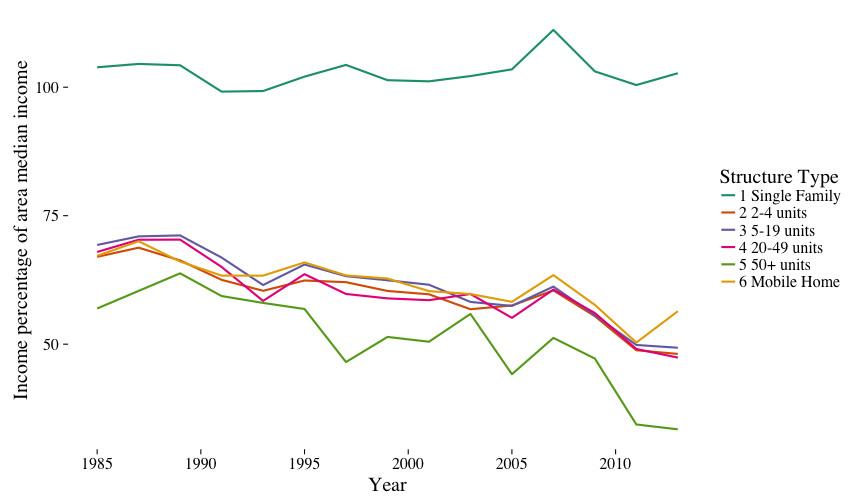 Income percentage of area median income
100
75
50
1985
1990
1995
2000
2005
2010
Year
Structure Type
1 Single Family
2 2-4 units
3 5-19 units
4 20-49 units
5 50+ units
6 Mobile Home